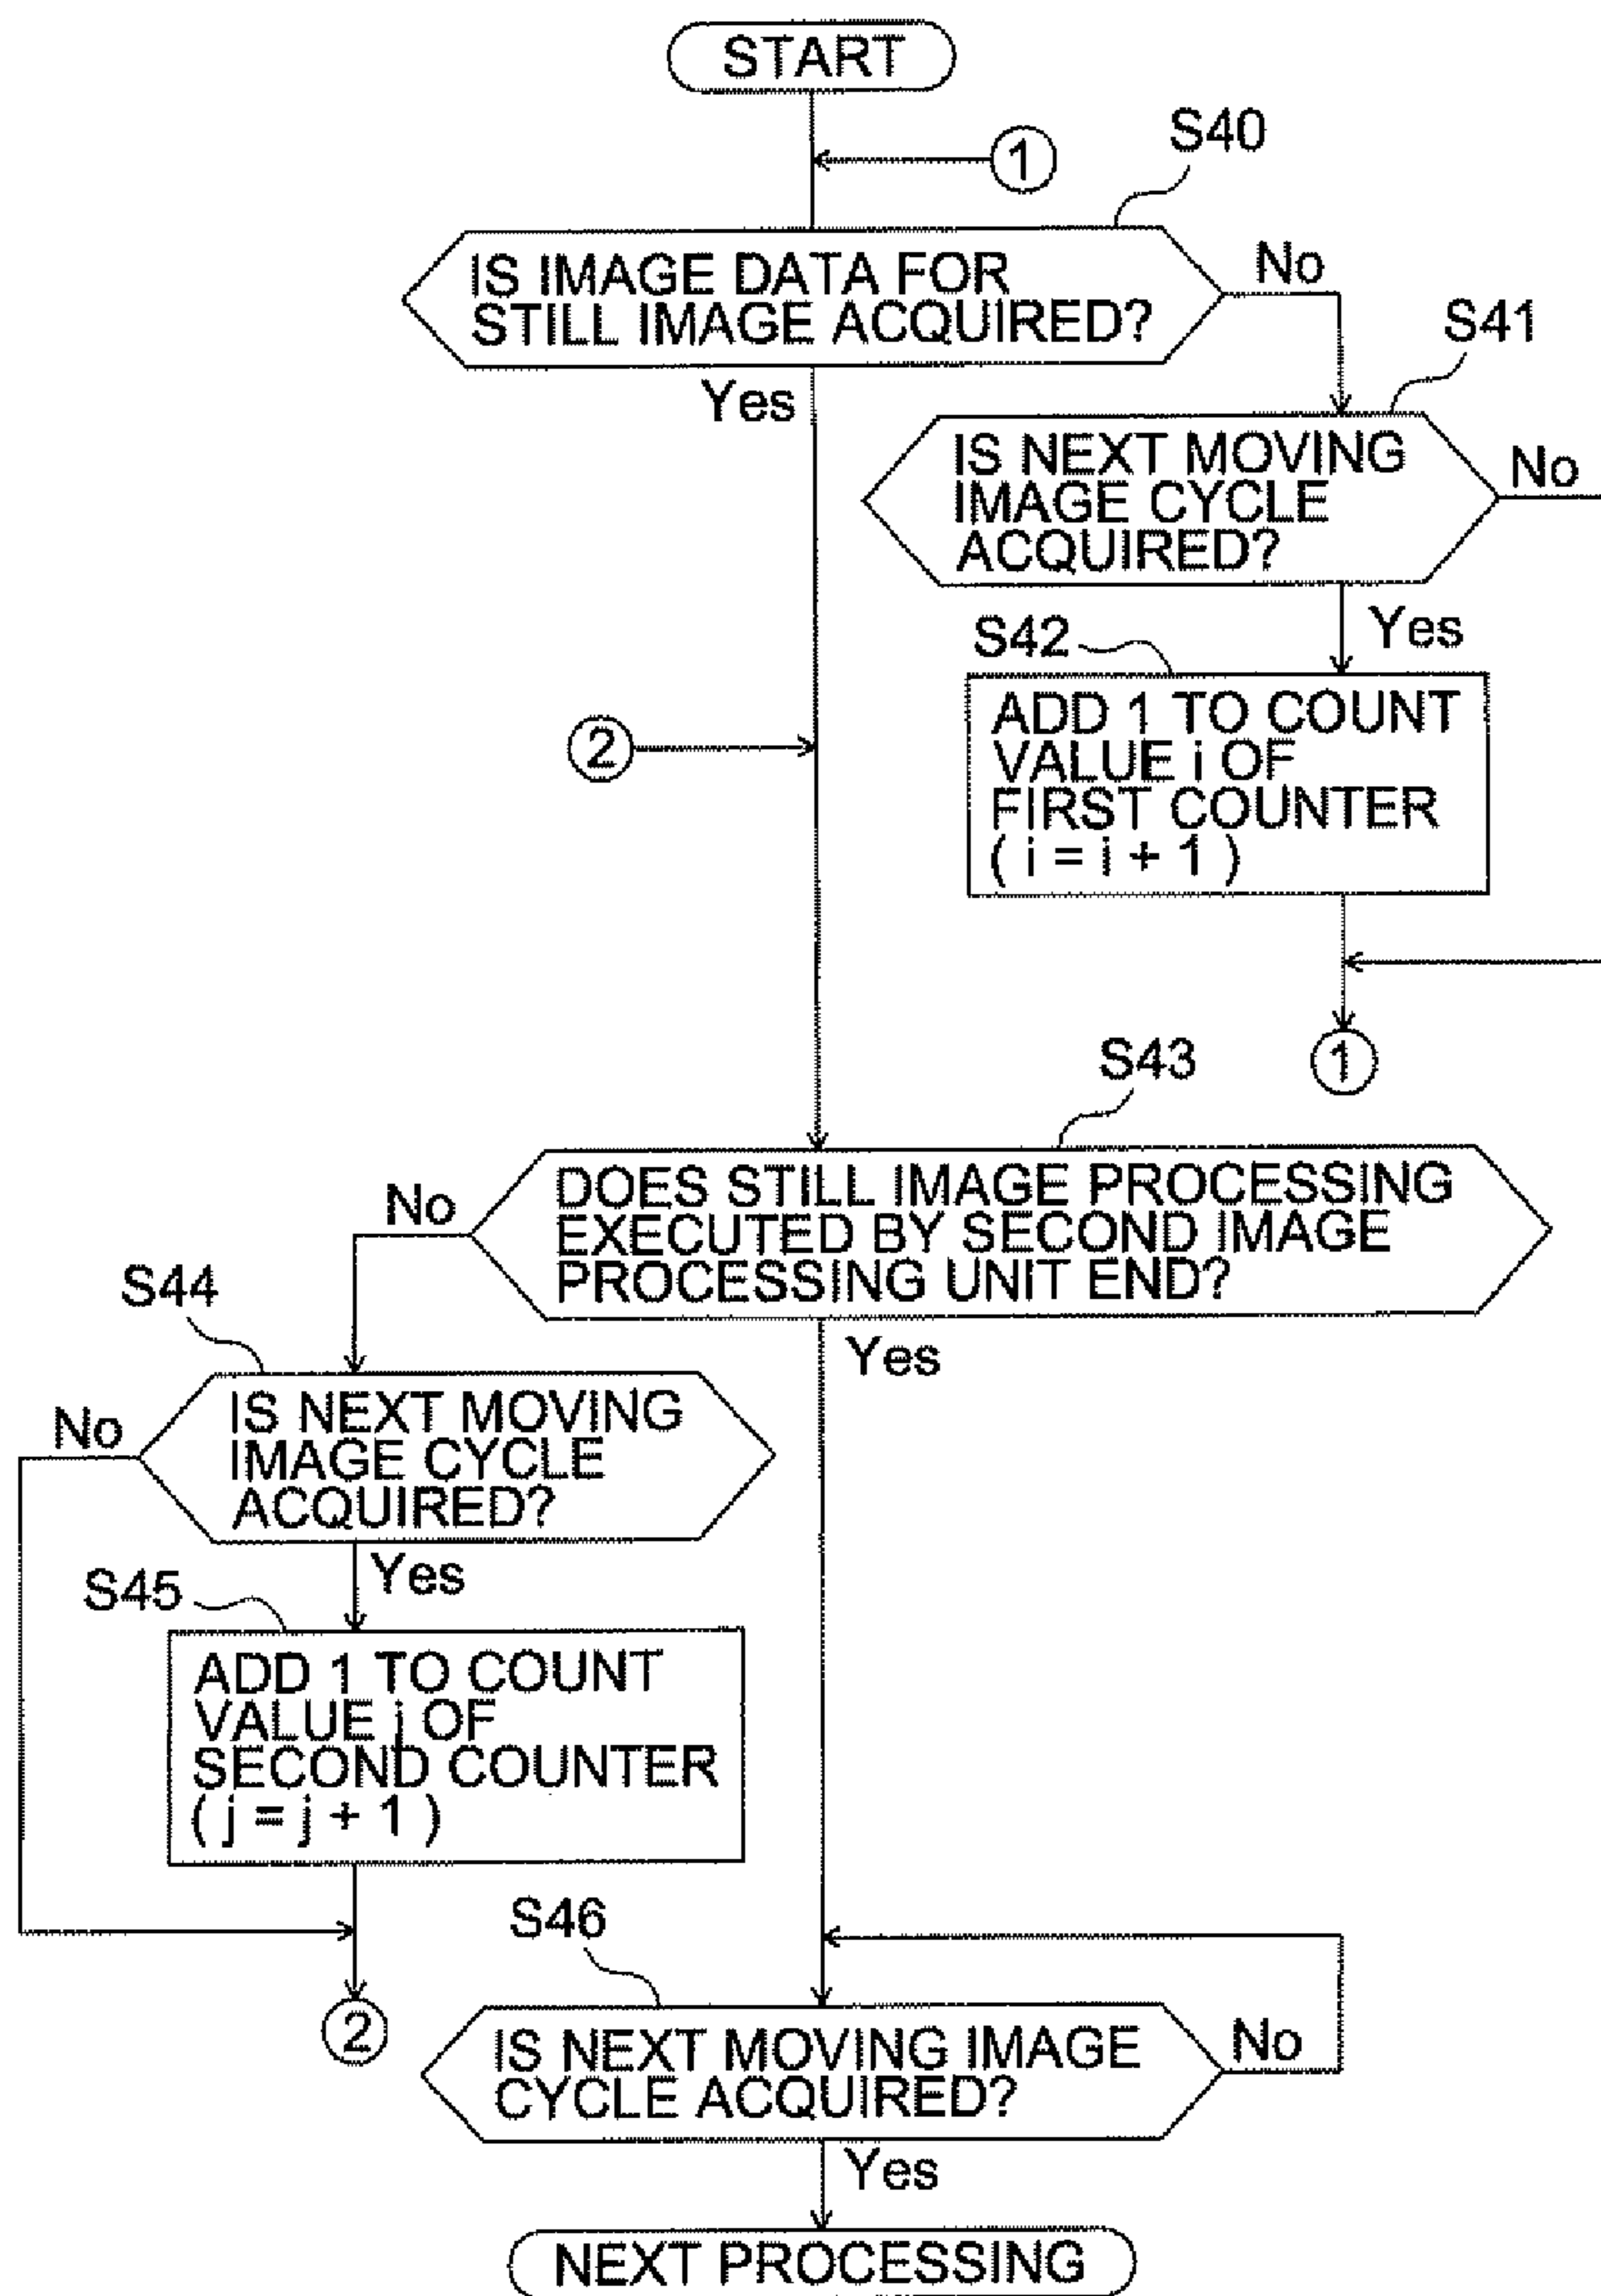 START
1
S40
IS IMAGE DATA FOR
STILL IMAGE ACQUIRED?
No
Yes
S41
IS NEXT MOVING
IMAGE CYCLE
ACQUIRED?
No
Yes
S42
ADD 1 TO COUNT
VALUE i OF
FIRST COUNTER
( i = i + 1 )
2
1
S43
DOES STILL IMAGE PROCESSING
EXECUTED BY SECOND IMAGE
PROCESSING UNIT END?
No
Yes
S44
IS NEXT MOVING
IMAGE CYCLE
ACQUIRED?
No
Yes
S45
ADD 1 TO COUNT
VALUE j OF
SECOND COUNTER
( j = j + 1 )
2
S46
IS NEXT MOVING IMAGE
CYCLE ACQUIRED?
No
Yes
NEXT PROCESSING